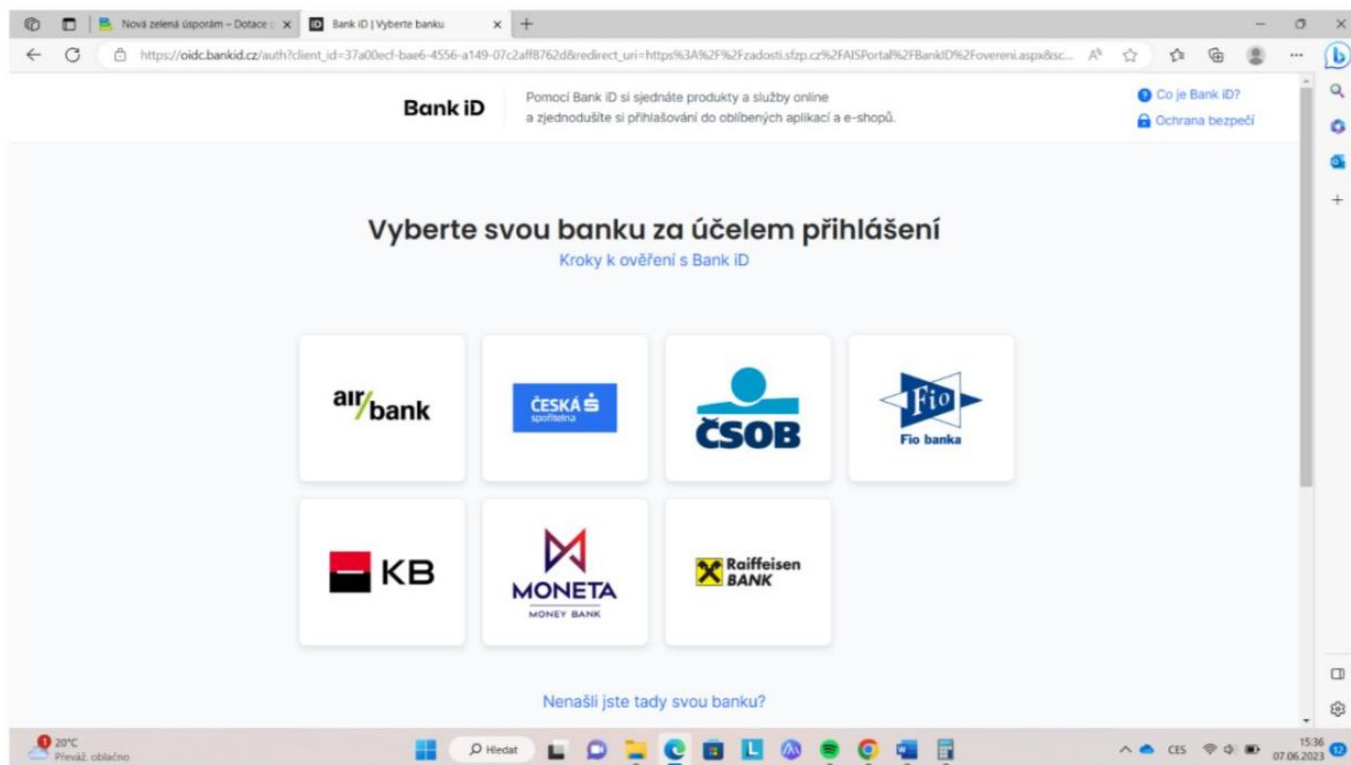 Nová zelená úsporám – Dotace
Bank iD | Vyberte banku
https://oidc.bankid.cz/auth?client_id=37a00ecf-bae6-4556-a149-07c2aff8762d&redirect_uri=https%3A%2F%2Fzadosti.sfzp.cz%2FAISPortal%2FBankID%2Fovereni.aspx&sc...
Bank iD
Pomocí Bank iD si sjednáte produkty a služby online
a zjednodušíte si přihlašování do oblíbených aplikací a e-shopů.
Co je Bank iD?
Ochrana bezpečí
Vyberte svou banku za účelem přihlášení
Kroky k ověření s Bank iD
air bank
ČESKÁ
spořitelna
ČSOB
Fio
Fio banka
KB
MONETA
MONEY BANK
Raiffeisen
BANK
Nenašli jste tady svou banku?
1
20°C
Převáž. oblačno
Hledat
L
CES
15:36
07.06.2023
12